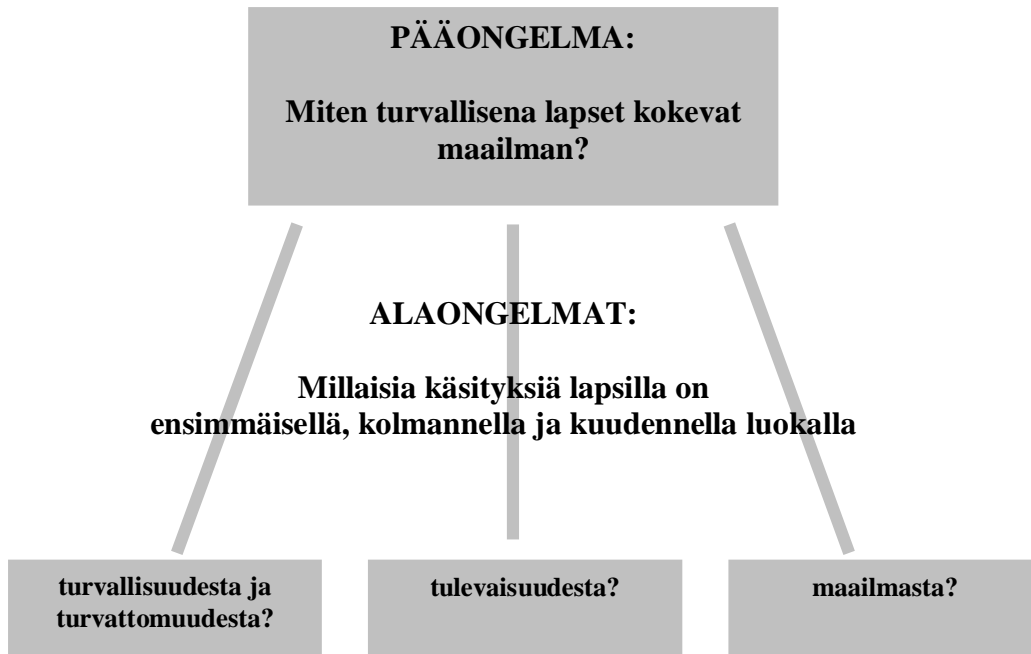 PÄÄONGELMA:
Miten turvallisena lapset kokevat
maailman?
ALAONGELMAT:
Millaisia käsityksiä lapsilla on
ensimmäisellä, kolmannella ja kuudennella luokalla
turvallisuudesta ja
turvattomuudesta?
tulevaisuudesta?
maailmasta?